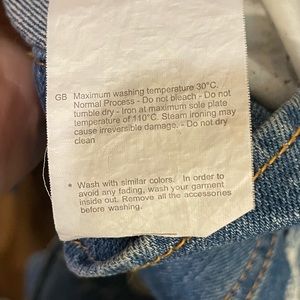 GB Maximum washing temperature 30°C.
Normal Process - Do not bleach - Do not
tumble dry - Iron at maximum sole plate
temperature of 110°C. Steam ironing may
cause irreversible damage. - Do not dry
clean
* Wash with similar colors. In order to
avoid any fading, wash your garment
inside out. Remove all the accessories
before washing.